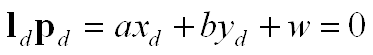 l_d p_d = ax_d + by_d + w = 0